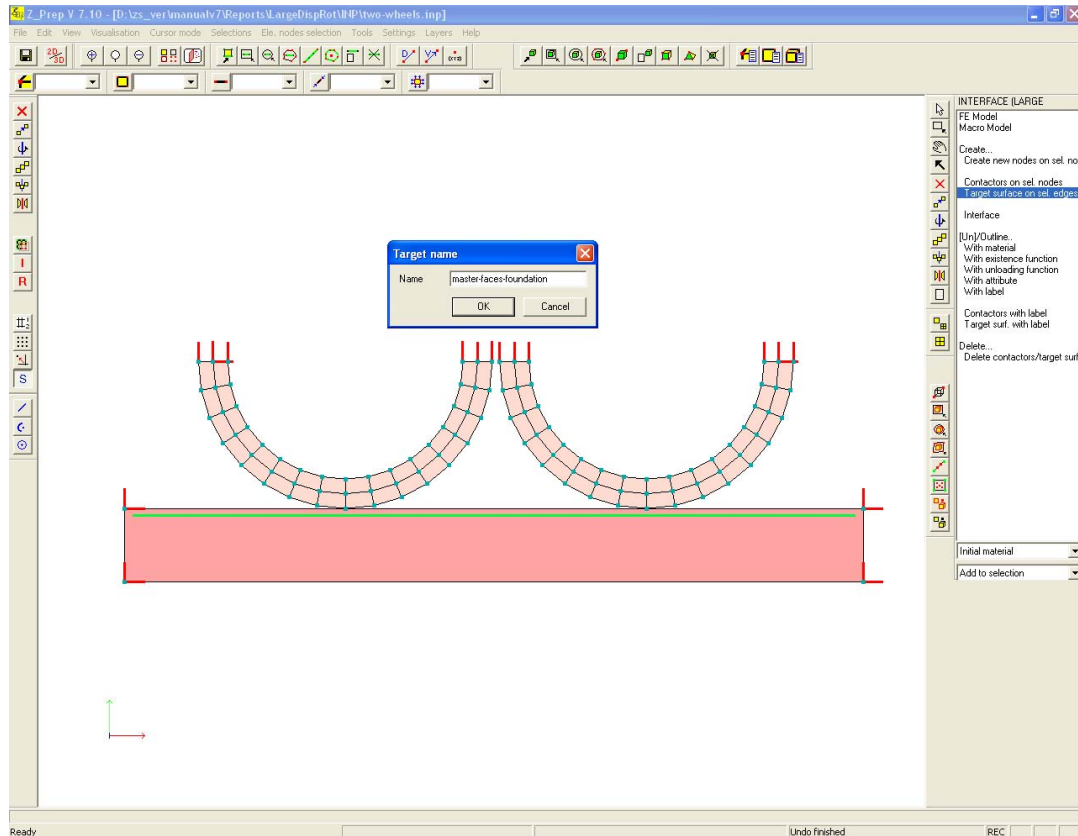 Z_Prep V 7.10 - [D:\zs_ver\manualv7\Reports\LargeDispRot\INP\two-wheels.inp]
File Edit View Visualisation Cursor mode Selections Ele. nodes selection Tools Settings Layers Help
2D/3D
INTERFACE (LARGE
FE Model
Macro Model
Create...
Create new nodes on sel. no
Contactors on sel. nodes
Target surface on sel. edges
Interface
[Un]/Outline..
With material
With existence function
With unloading function
With attribute
With label
Contactors with label
Target surf. with label
Delete...
Delete contactors/target surf
Initial material
Add to selection
I
R
S
Target name
Name master-faces-foundation
OK Cancel
Ready Undo finished REC